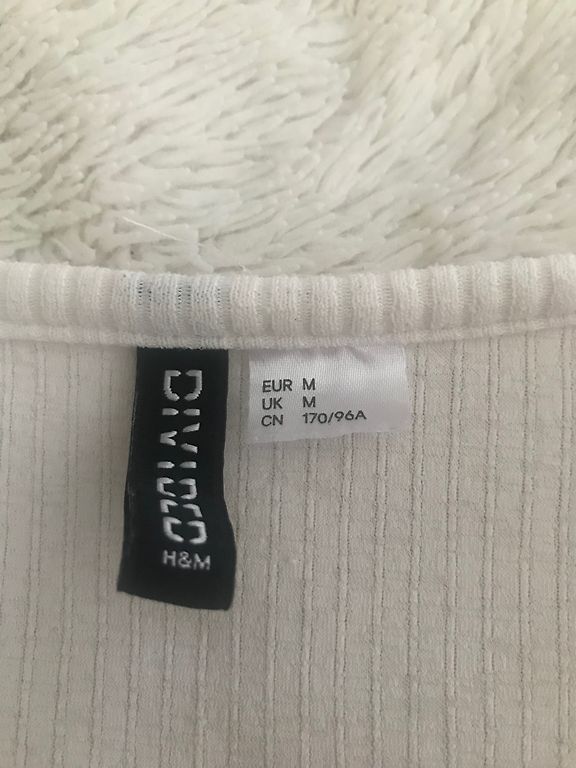 DIVIDED
H&M
EUR M
UK M
CN 170/96A